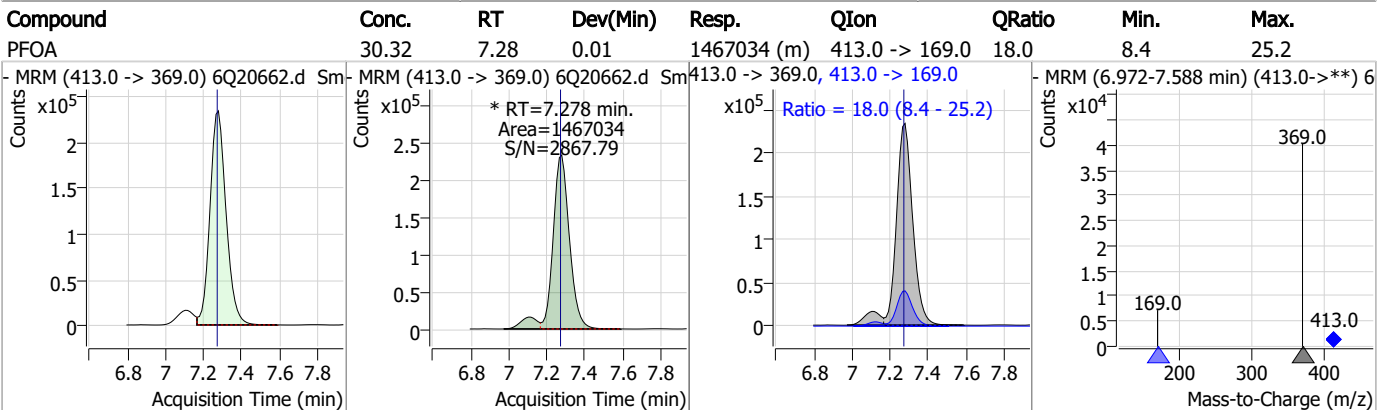 Compound Conc. RT Dev(Min) Resp. QIon QRatio Min. Max.
PFOA 30.32 7.28 0.01 1467034 (m) 413.0 -> 169.0 18.0 8.4 25.2
- MRM (413.0 -> 369.0) 6Q20662.d Sm
Counts
x10⁵
2
1.5
1
0.5
0
6.8 7 7.2 7.4 7.6 7.8
Acquisition Time (min)
- MRM (413.0 -> 369.0) 6Q20662.d Sm
Counts
x10⁵
* RT=7.278 min.
Area=1467034
S/N=2867.79
2.5
2
1.5
1
0.5
0
6.8 7 7.2 7.4 7.6 7.8
Acquisition Time (min)
413.0 -> 369.0, 413.0 -> 169.0
Counts
x10⁵
Ratio = 18.0 (8.4 - 25.2)
2
1.5
1
0.5
0
6.8 7 7.2 7.4 7.6 7.8
Acquisition Time (min)
- MRM (6.972-7.588 min) (413.0->**) 6
Counts
x10⁴
369.0
4
3.5
3
2.5
2
1.5
1
169.0
0.5
413.0
0
200 300 400
Mass-to-Charge (m/z)